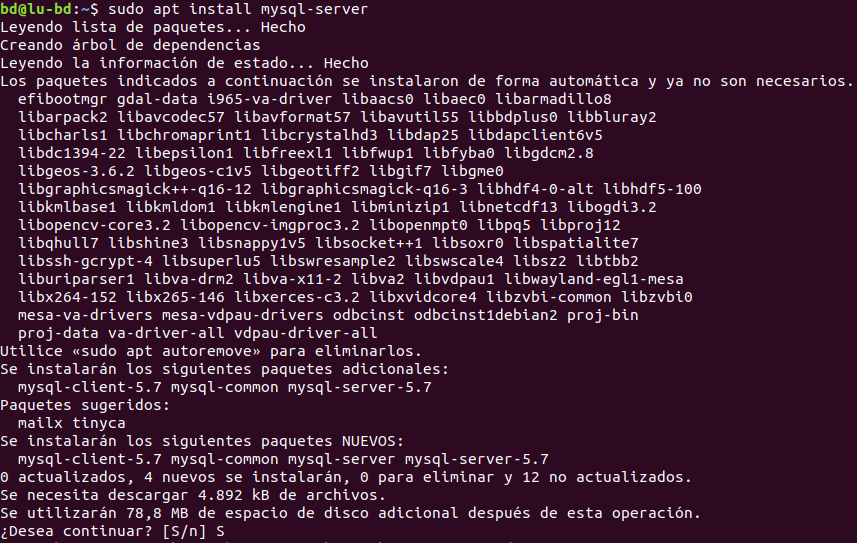 bd@lu-bd:~$ sudo apt install mysql-server
Leyendo lista de paquetes... Hecho
Creando árbol de dependencias
Leyendo la información de estado... Hecho
Los paquetes indicados a continuación se instalaron de forma automática y ya no son necesarios.
efibootmgr gdal-data i965-va-driver libaacs0 libaec0 libarmadillo8
libarpack2 libavcodec57 libavformat57 libavutil55 libbdplus0 libbluray2
libcharls1 libchromaprint1 libcrystalhd3 libdap25 libdapclient6v5
libdc1394-22 libepsilon1 libfreexl1 libfwup1 libfyba0 libgdcm2.8
libgeos-3.6.2 libgeos-c1v5 libgeotiff2 libgif7 libgme0
libgraphicsmagick++-q16-12 libgraphicsmagick-q16-3 libhdf4-0-alt libhdf5-100
libkmlbase1 libkmldom1 libkmlengine1 libminizip1 libnetcdf13 libogdi3.2
libopencv-core3.2 libopencv-imgproc3.2 libopenmpt0 libpq5 libproj12
libqhull7 libshine3 libsnappy1v5 libsocket++1 libsoxr0 libspatialite7
libssh-gcrypt-4 libsuperlu5 libswresample2 libswscale4 libsz2 libtbb2
liburiparser1 libva-drm2 libva-x11-2 libva2 libvdpau1 libwayland-egl1-mesa
libx264-152 libx265-146 libxerces-c3.2 libxvidcore4 libzvbi-common libzvbi0
mesa-va-drivers mesa-vdpau-drivers odbcinst odbcinst1debian2 proj-bin
proj-data va-driver-all vdpau-driver-all
Utilice «sudo apt autoremove» para eliminarlos.
Se instalarán los siguientes paquetes adicionales:
mysql-client-5.7 mysql-common mysql-server-5.7
Paquetes sugeridos:
mailx tinyca
Se instalarán los siguientes paquetes NUEVOS:
mysql-client-5.7 mysql-common mysql-server mysql-server-5.7
0 actualizados, 4 nuevos se instalarán, 0 para eliminar y 12 no actualizados.
Se necesita descargar 4.892 kB de archivos.
Se utilizarán 78,8 MB de espacio de disco adicional después de esta operación.
¿Desea continuar? [S/n] S